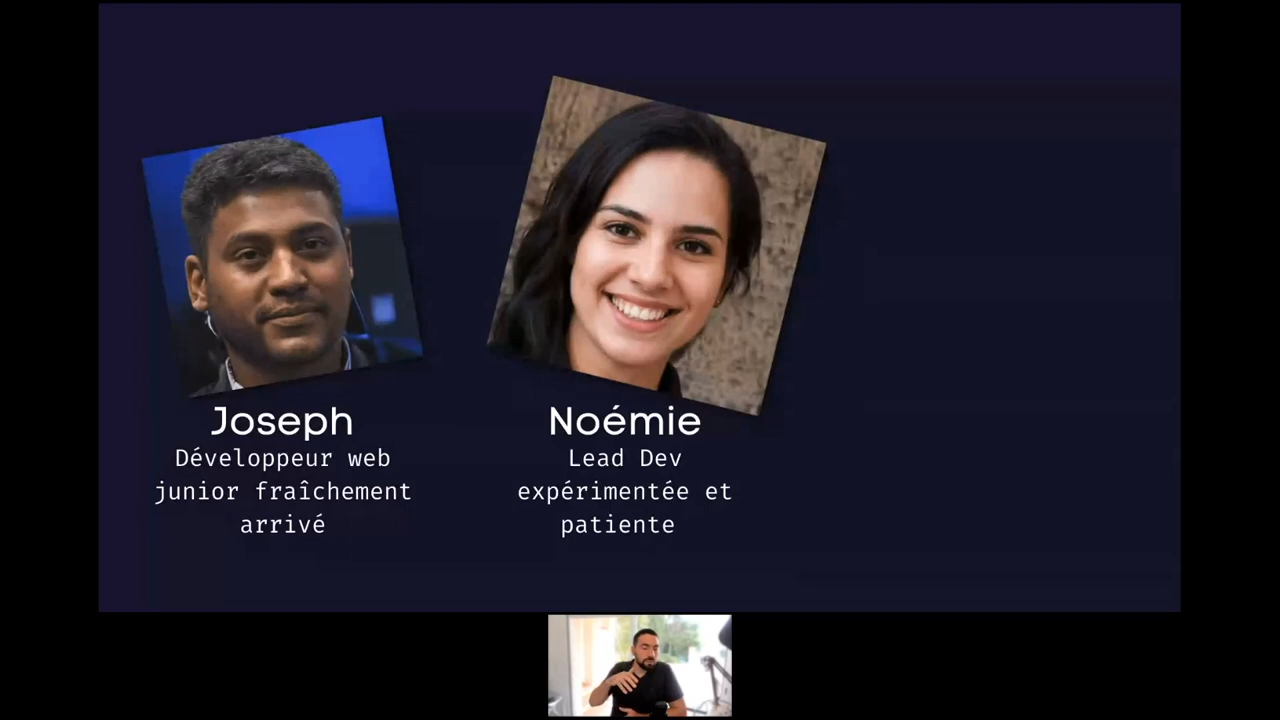 Joseph
Développeur web
junior fraîchement
arrivé
Noémie
Lead Dev
expérimentée et
patiente